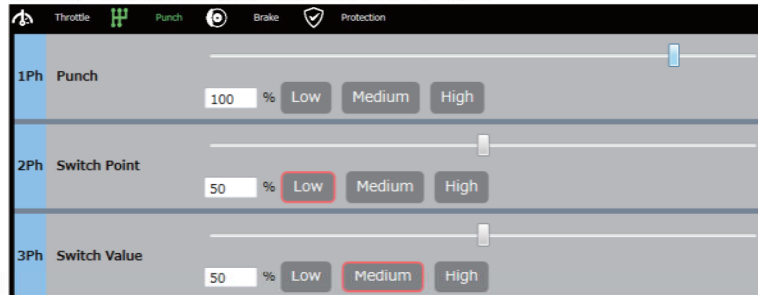 Throttle Punch Brake Protection
1Ph Punch
100 % Low Medium High
2Ph Switch Point
50 % Low Medium High
3Ph Switch Value
50 % Low Medium High